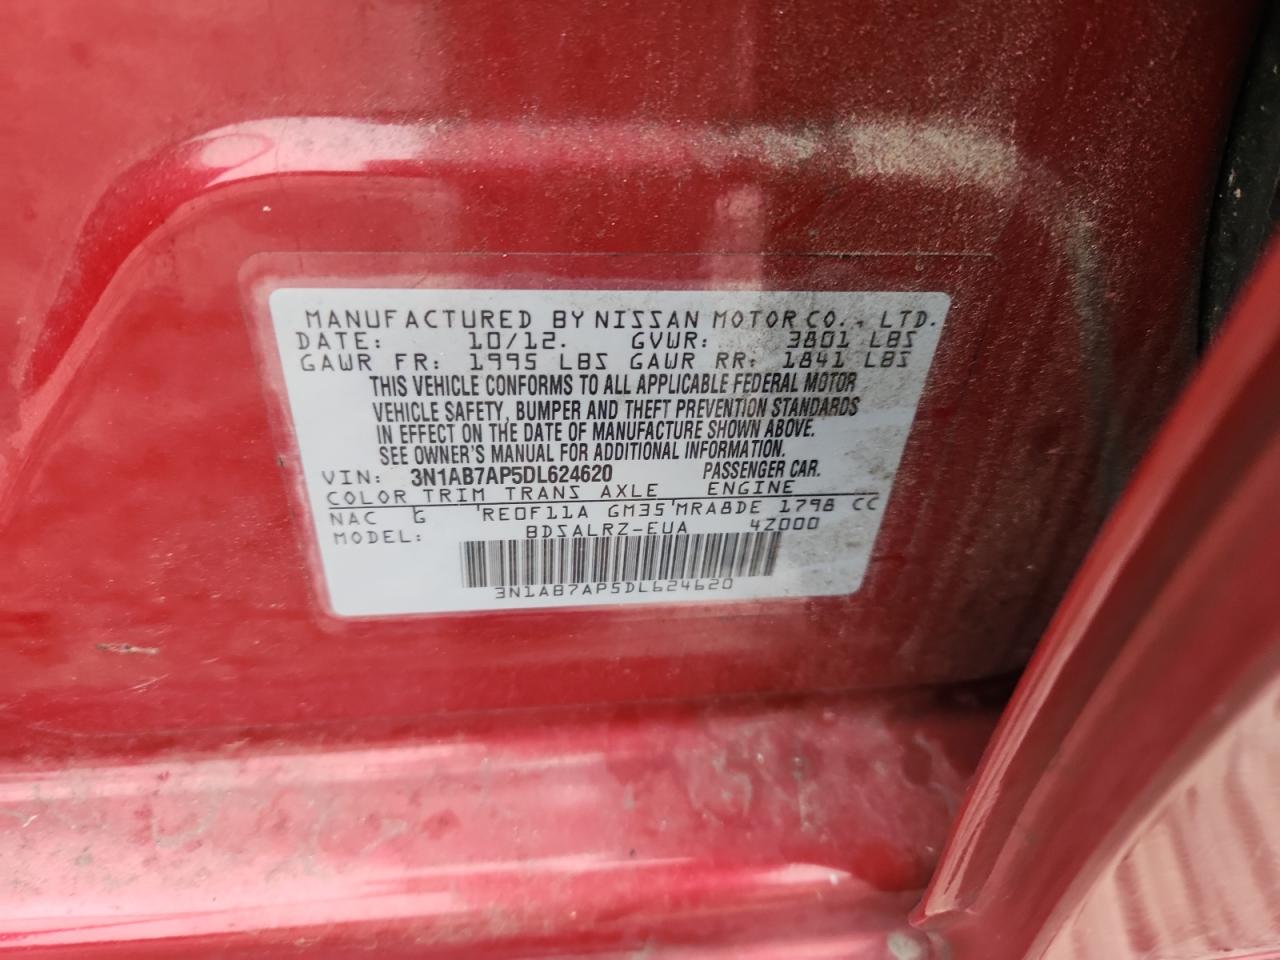 MANUFACTURED BY NISSAN MOTOR CO., LTD.
DATE: 10/12. GVWR: 3801 LBS
GAWR FR: 1995 LBS GAWR RR: 1841 LBS
THIS VEHICLE CONFORMS TO ALL APPLICABLE FEDERAL MOTOR
VEHICLE SAFETY, BUMPER AND THEFT PREVENTION STANDARDS
IN EFFECT ON THE DATE OF MANUFACTURE SHOWN ABOVE.
SEE OWNER'S MANUAL FOR ADDITIONAL INFORMATION.
VIN: 3N1AB7AP5DL624620 PASSENGER CAR.
COLOR TRIM TRANS AXLE ENGINE
NAC G RE0F11A GM35 MRA8DE 1798 CC
MODEL: BDSALRZ-EUA 4Z000
3N1AB7AP5DL624620